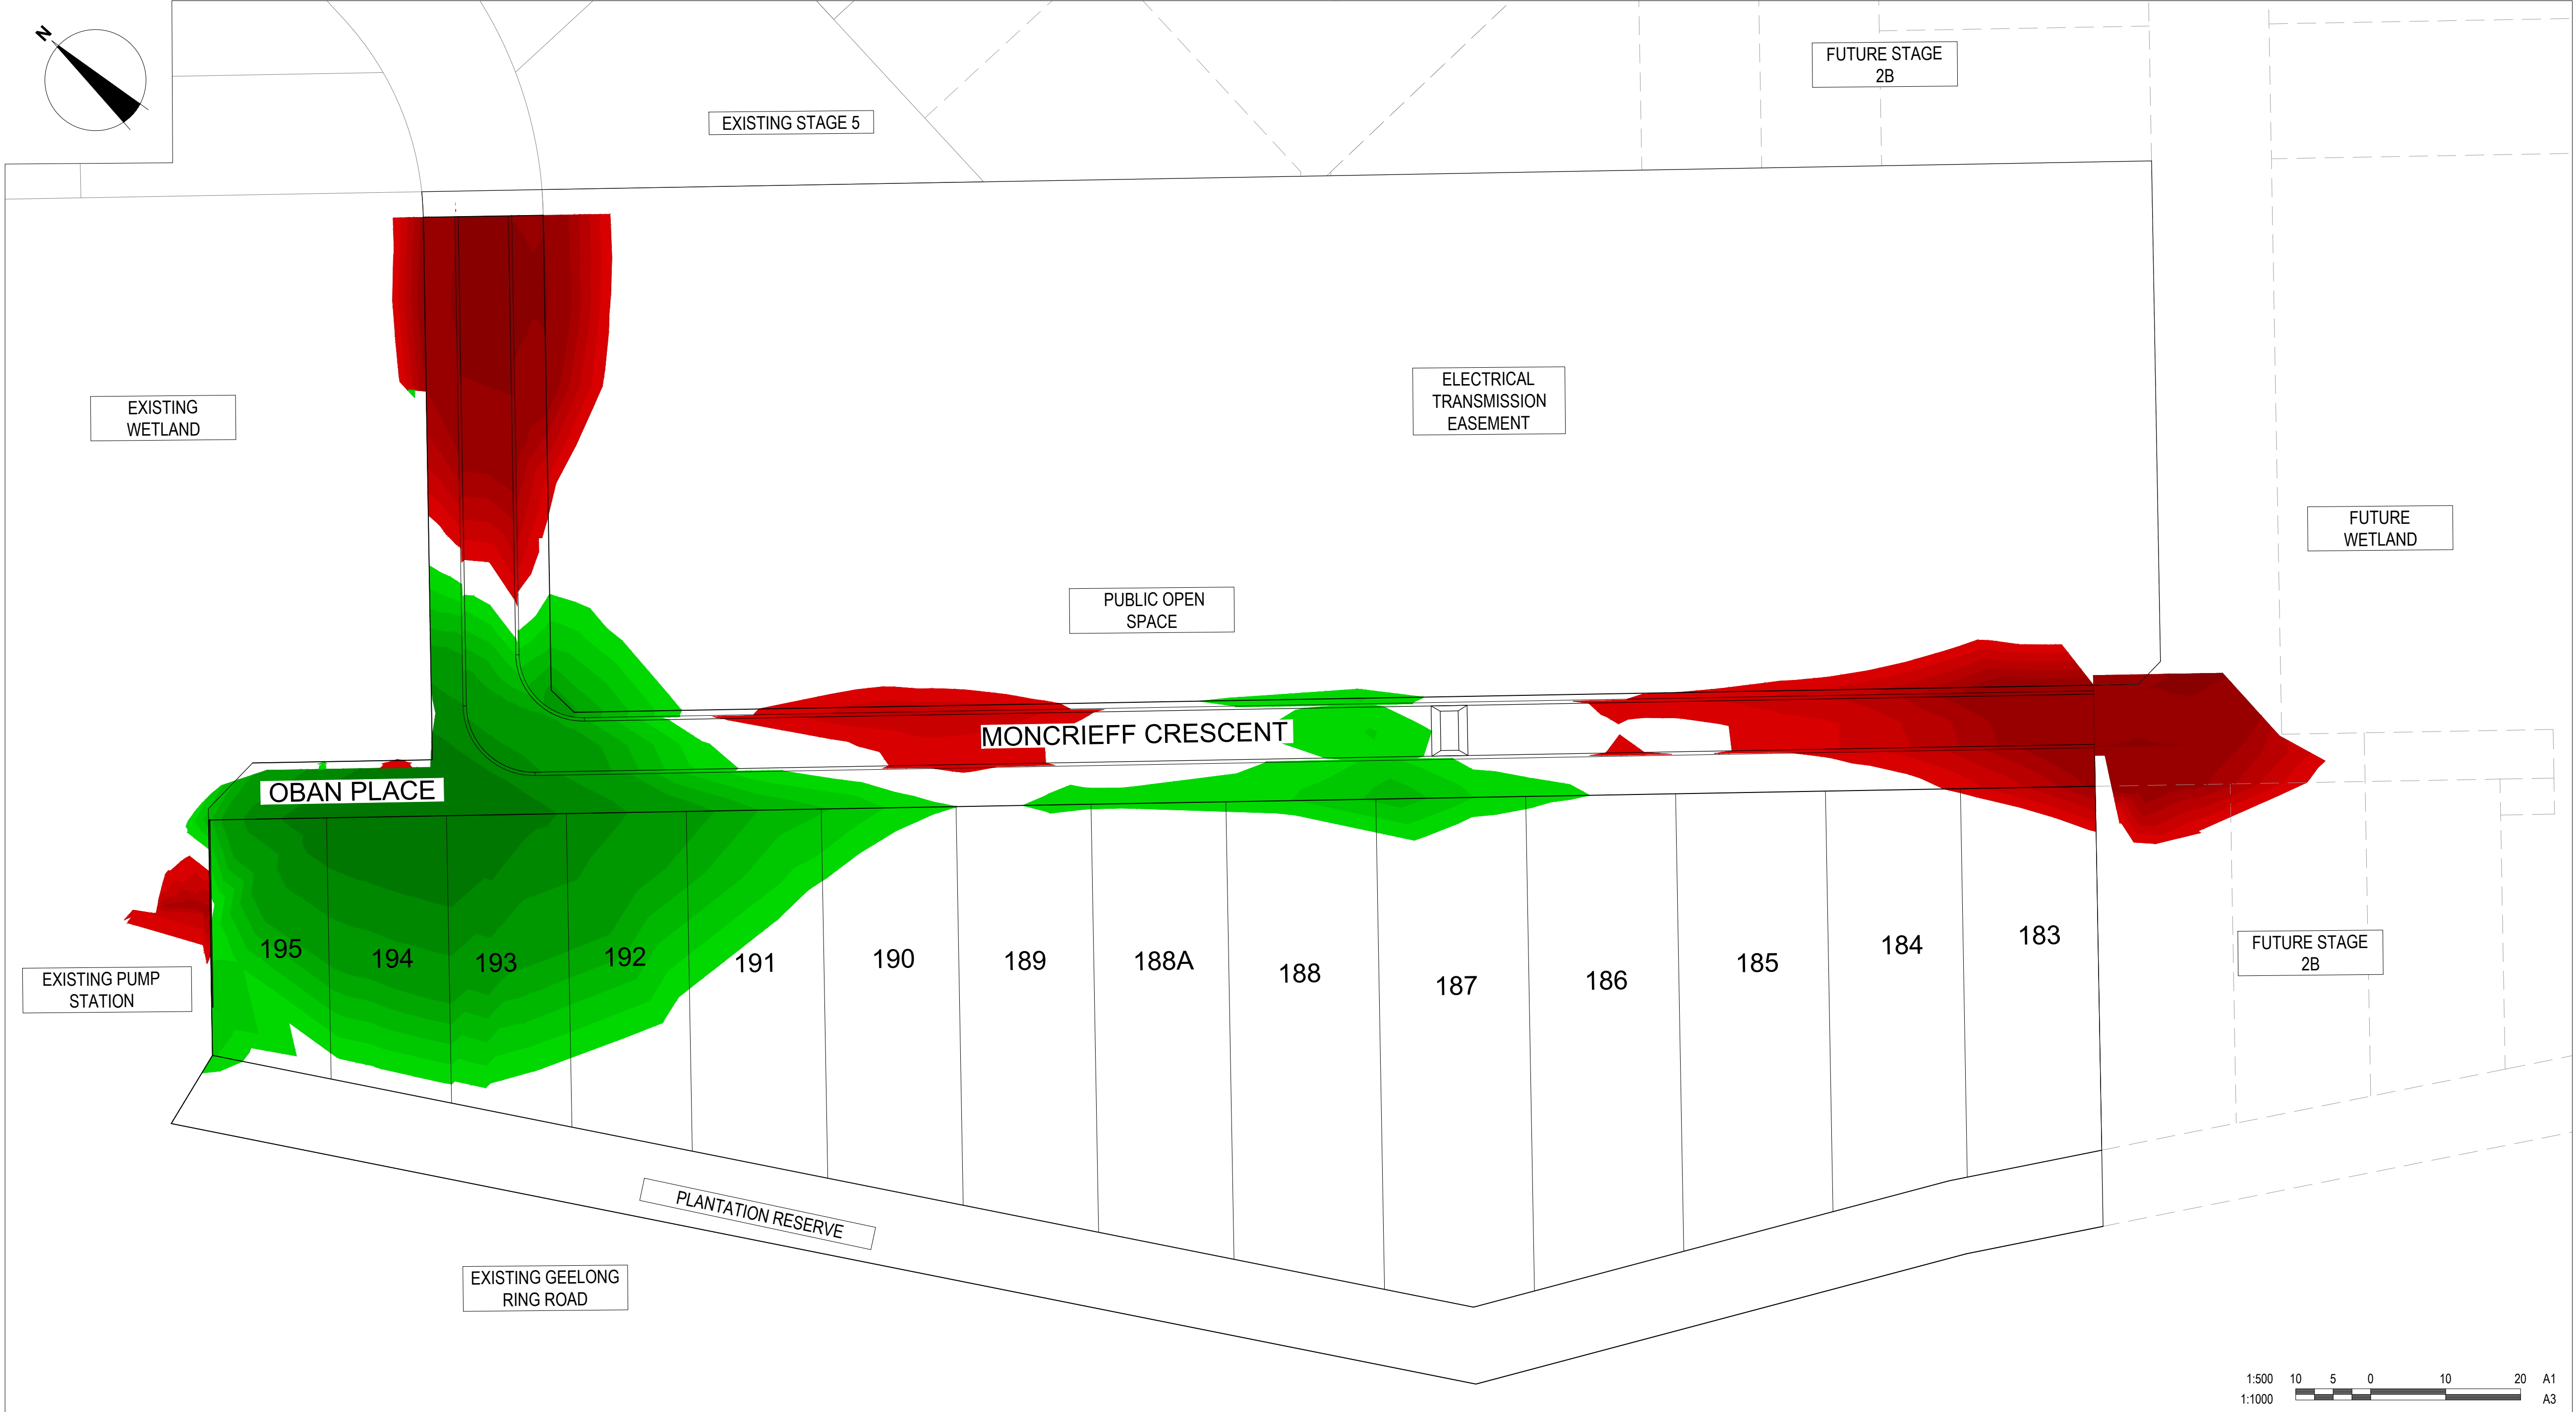 N
FUTURE STAGE
2B
EXISTING STAGE 5
ELECTRICAL
TRANSMISSION
EASEMENT
EXISTING
WETLAND
FUTURE
WETLAND
PUBLIC OPEN
SPACE
MONCRIEFF CRESCENT
OBAN PLACE
195
194
193
192
191
190
189
188A
188
187
186
185
184
183
FUTURE STAGE
2B
EXISTING PUMP
STATION
PLANTATION RESERVE
EXISTING GEELONG
RING ROAD
1:500 10 5 0 10 20 A1
1:1000 A3